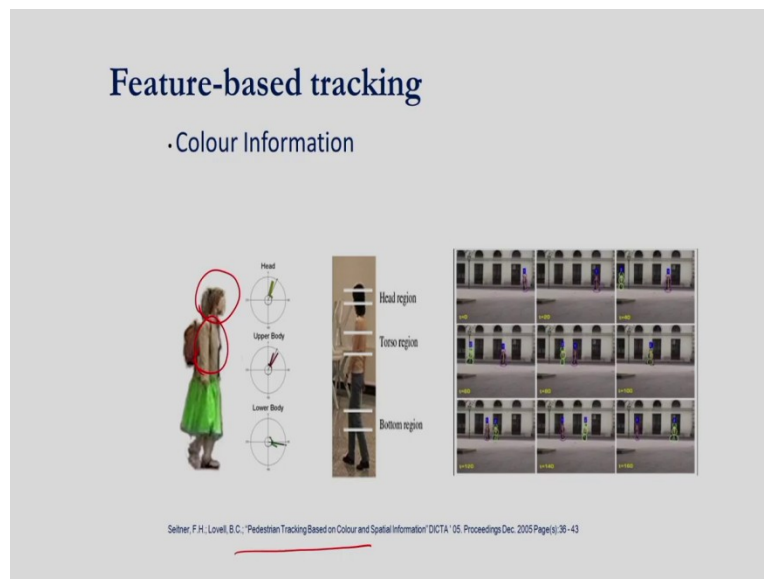 Feature-based tracking
· Colour Information
Head
Upper Body
Lower Body
Head region
Torso region
Bottom region
Seitner, F.H.; Lovell, B.C.; "Pedestrian Tracking Based on Colour and Spatial Information" DICTA ' 05. Proceedings Dec. 2005 Page(s):36 - 43